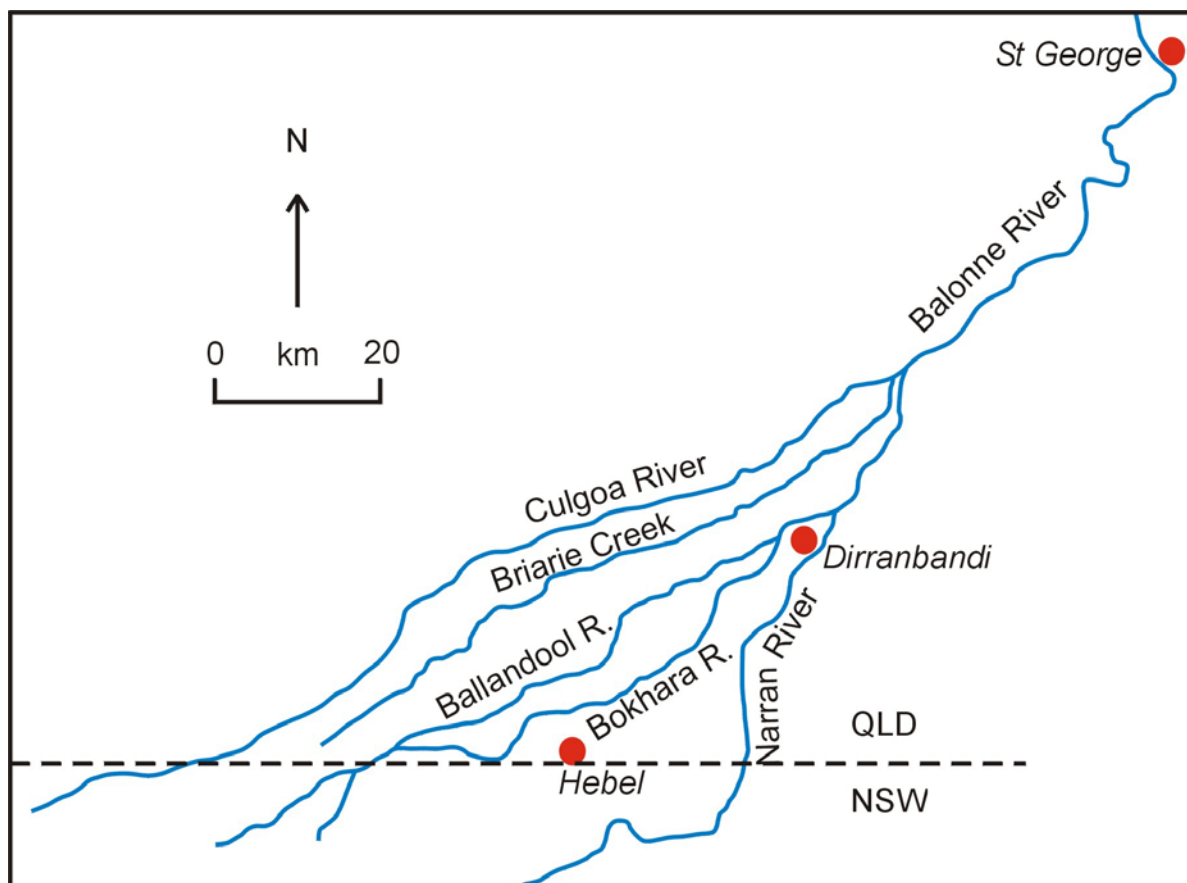 St George
N
0 km 20
Balonne River
Culgoa River
Briarie Creek
Dirranbandi
Ballandool R.
Bokhara R.
Narran River
QLD
Hebel
NSW